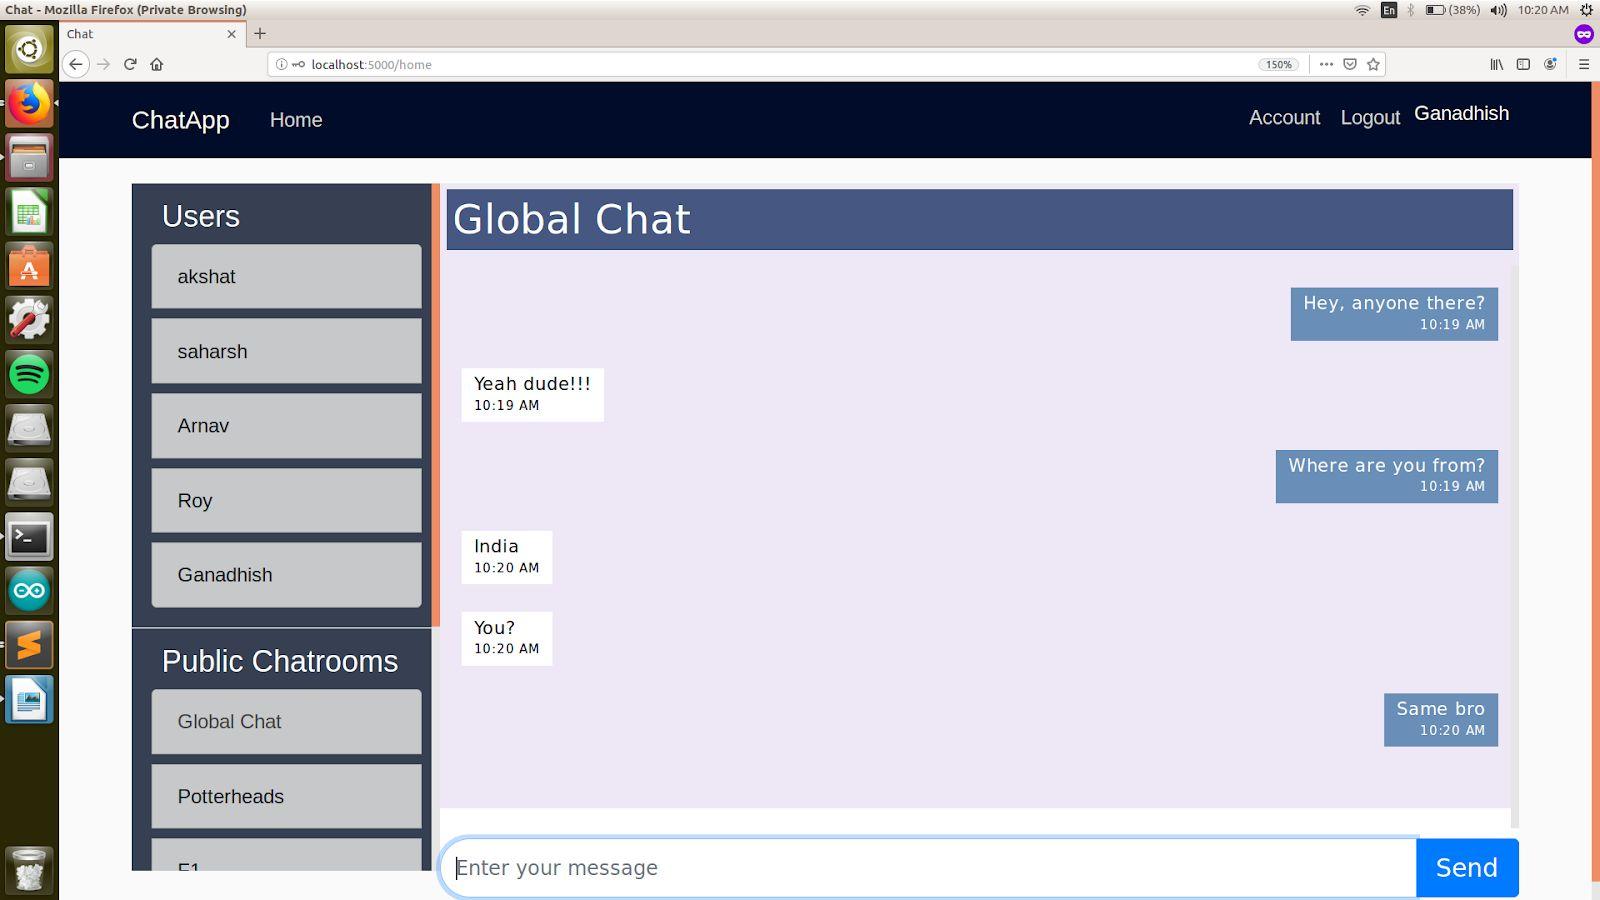 Chat - Mozilla Firefox (Private Browsing)
En
(38%)
10:20 AM
Chat
localhost:5000/home
150%
ChatApp
Home
Account
Logout
Ganadhish
Users
akshat
saharsh
Arnav
Roy
Ganadhish
Public Chatrooms
Global Chat
Potterheads
F1
Global Chat
Hey, anyone there?
10:19 AM
Yeah dude!!!
10:19 AM
Where are you from?
10:19 AM
India
10:20 AM
You?
10:20 AM
Same bro
10:20 AM
Enter your message
Send